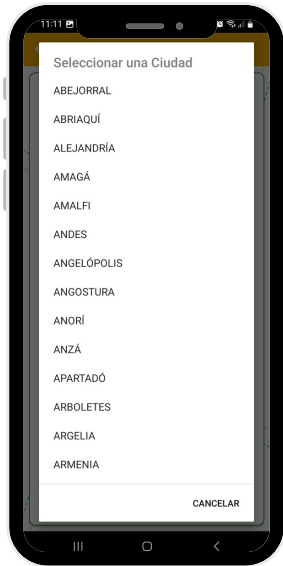 11:11
Seleccionar una Ciudad
ABEJORRAL
ABRIAQUÍ
ALEJANDRÍA
AMAGÁ
AMALFI
ANDES
ANGELÓPOLIS
ANGOSTURA
ANORÍ
ANZÁ
APARTADÓ
ARBOLETES
ARGELIA
ARMENIA
CANCELAR